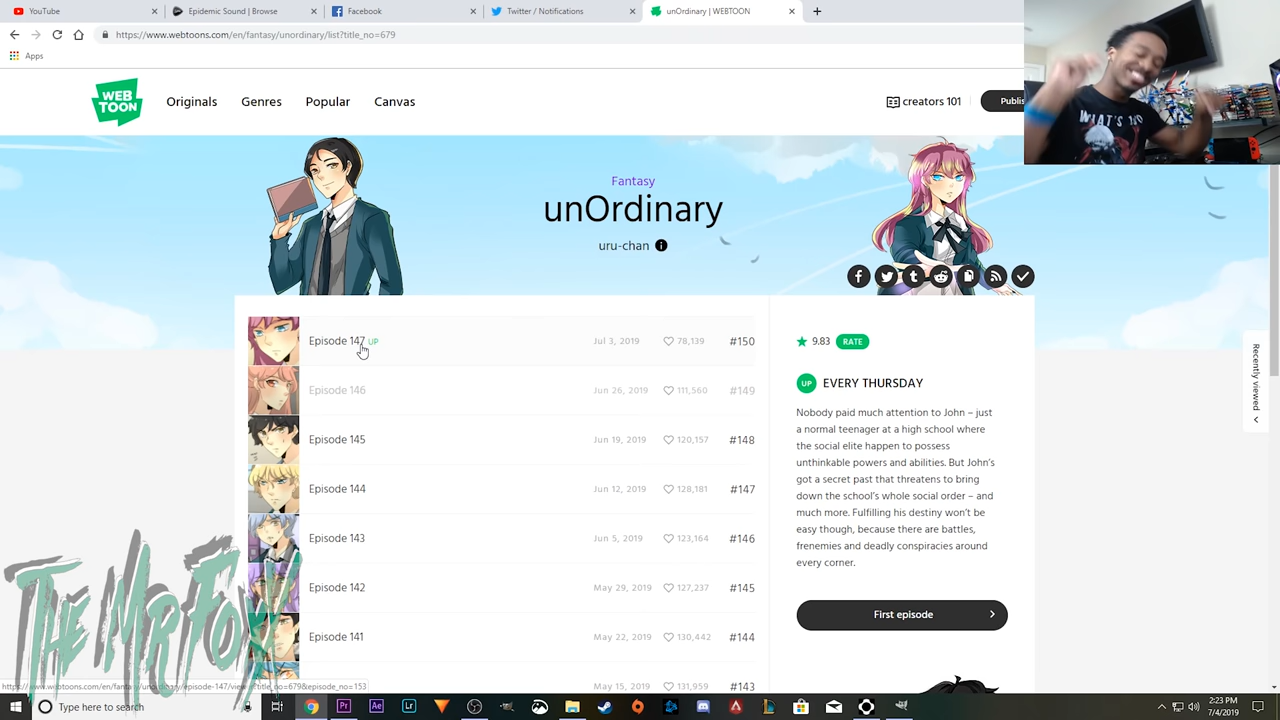 YouTube
Epidemic Sound | Browse
Facebook
Twitter / Notifications
unOrdinary | WEBTOON
https://www.webtoons.com/en/fantasy/unordinary/list?title_no=679
Apps
WEB
TOON
Originals
Genres
Popular
Canvas
creators 101
Publis
WHAT'S
Fantasy
unOrdinary
uru-chan
Episode 147 UP
Jul 3, 2019
78,139
#150
Episode 146
Jun 26, 2019
111,560
#149
Episode 145
Jun 19, 2019
120,157
#148
Episode 144
Jun 12, 2019
128,181
#147
Episode 143
Jun 5, 2019
123,164
#146
Episode 142
May 29, 2019
127,237
#145
Episode 141
May 22, 2019
130,442
#144
May 15, 2019
131,959
#143
9.83 RATE
UP EVERY THURSDAY
Nobody paid much attention to John – just
a normal teenager at a high school where
the social elite happen to possess
unthinkable powers and abilities. But John's
got a secret past that threatens to bring
down the school's whole social order – and
much more. Fulfilling his destiny won't be
easy though, because there are battles,
frenemies and deadly conspiracies around
every corner.
First episode
Recently viewed
THE MR FOX
Type here to search
2:23 PM
7/4/2019